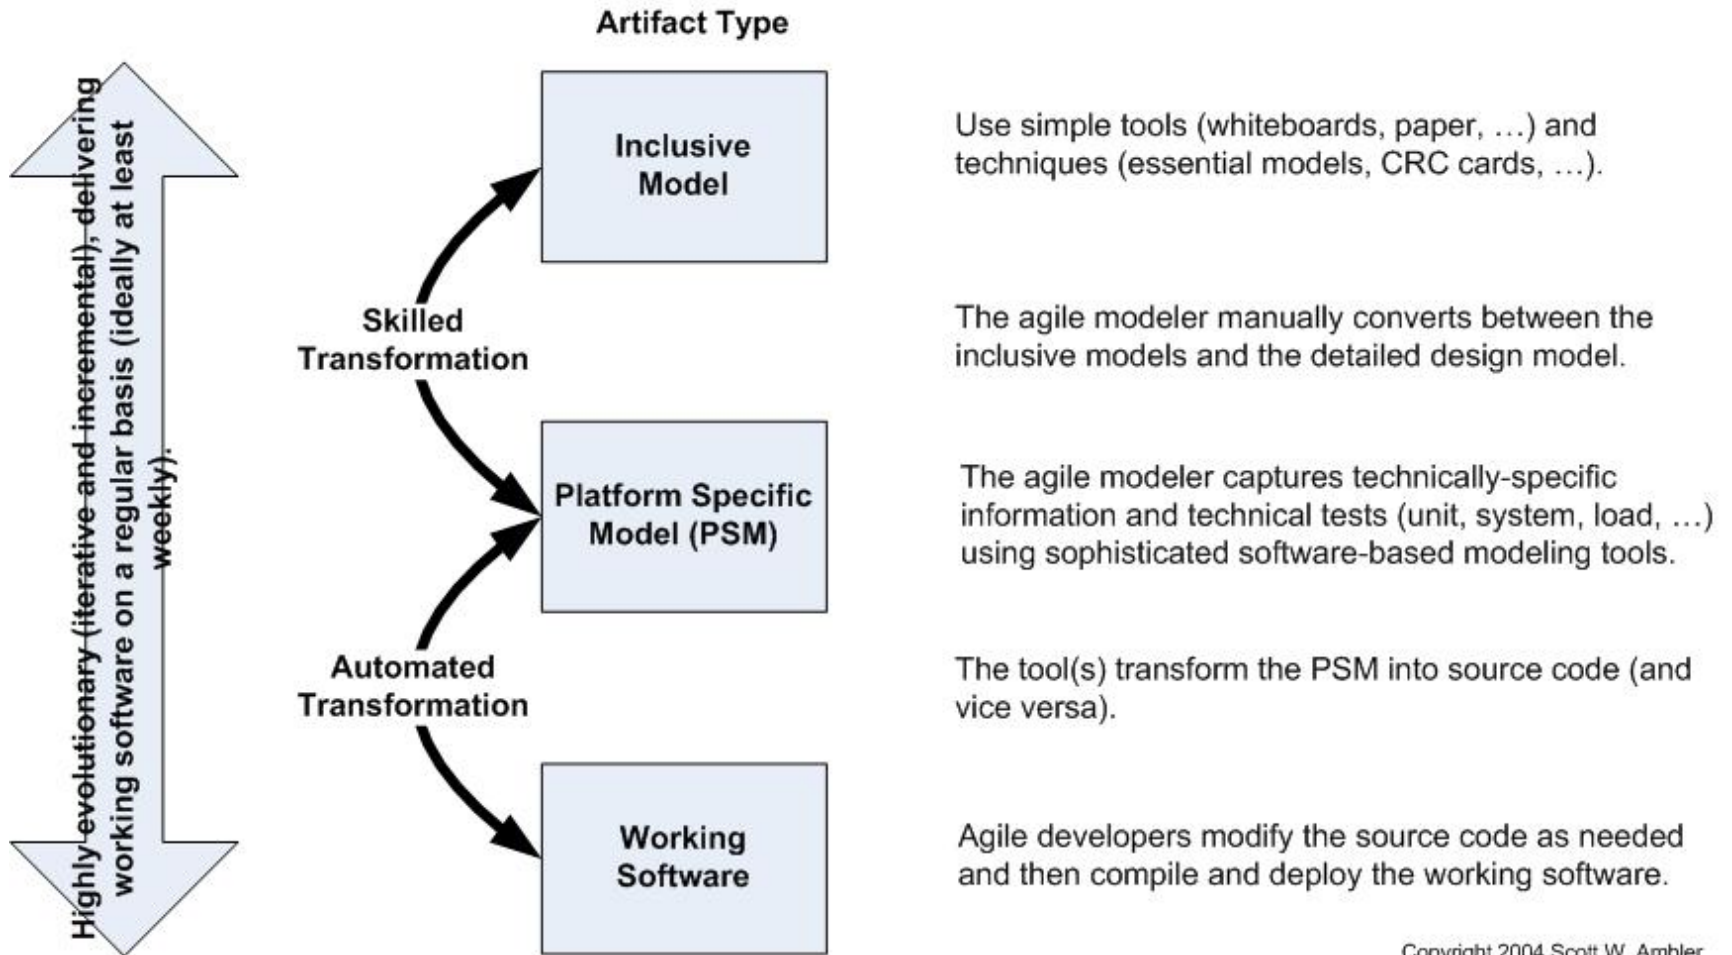 Artifact Type
Highly evolutionary (iterative and incremental), delivering
working software on a regular basis (ideally at least
weekly).
Inclusive
Model
Use simple tools (whiteboards, paper, …) and
techniques (essential models, CRC cards, …).
Skilled
Transformation
The agile modeler manually converts between the
inclusive models and the detailed design model.
Platform Specific
Model (PSM)
The agile modeler captures technically-specific
information and technical tests (unit, system, load, …)
using sophisticated software-based modeling tools.
Automated
Transformation
The tool(s) transform the PSM into source code (and
vice versa).
Working
Software
Agile developers modify the source code as needed
and then compile and deploy the working software.
Copyright 2004 Scott W. Ambler